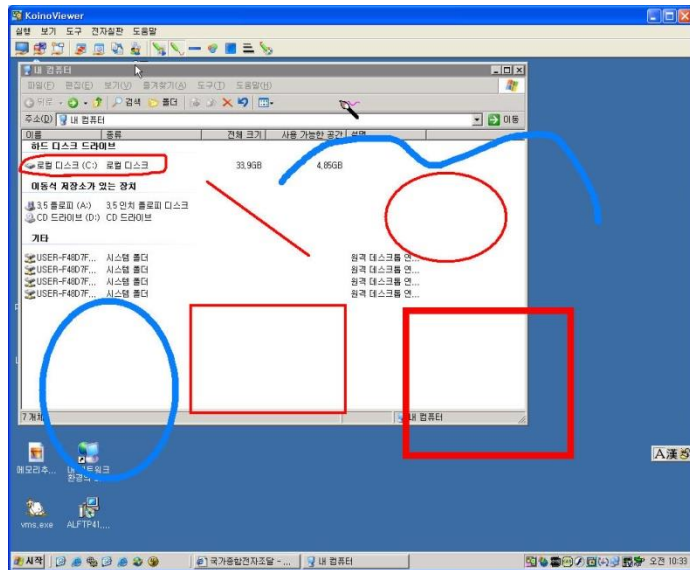 KoinoViewer
실행 보기 도구 전자칠판 도움말
내 컴퓨터
파일(F) 편집(E) 보기(V) 즐겨찾기(A) 도구(T) 도움말(H)
뒤로 검색 폴더
주소(D) 내 컴퓨터 이동
이름 종류 전체 크기 사용 가능한 공간 설명
하드 디스크 드라이브
로컬 디스크 (C:) 로컬 디스크 33,9GB 4,85GB
이동식 저장소가 있는 장치
3,5 플로피 (A:) 3,5 인치 플로피 디스크
CD 드라이브 (D:) CD 드라이브
기타
USER-F48D7F... 시스템 폴더 원격 데스크톱 연...
USER-F48D7F... 시스템 폴더 원격 데스크톱 연...
USER-F48D7F... 시스템 폴더 원격 데스크톱 연...
USER-F48D7F... 시스템 폴더 원격 데스크톱 연...
7 개체 내 컴퓨터
메모리추... 내 네트워크
환경의
A漢
vms.exe ALFTP41....
시작 국가종합전자조달 - ... 내 컴퓨터 오전 10:33